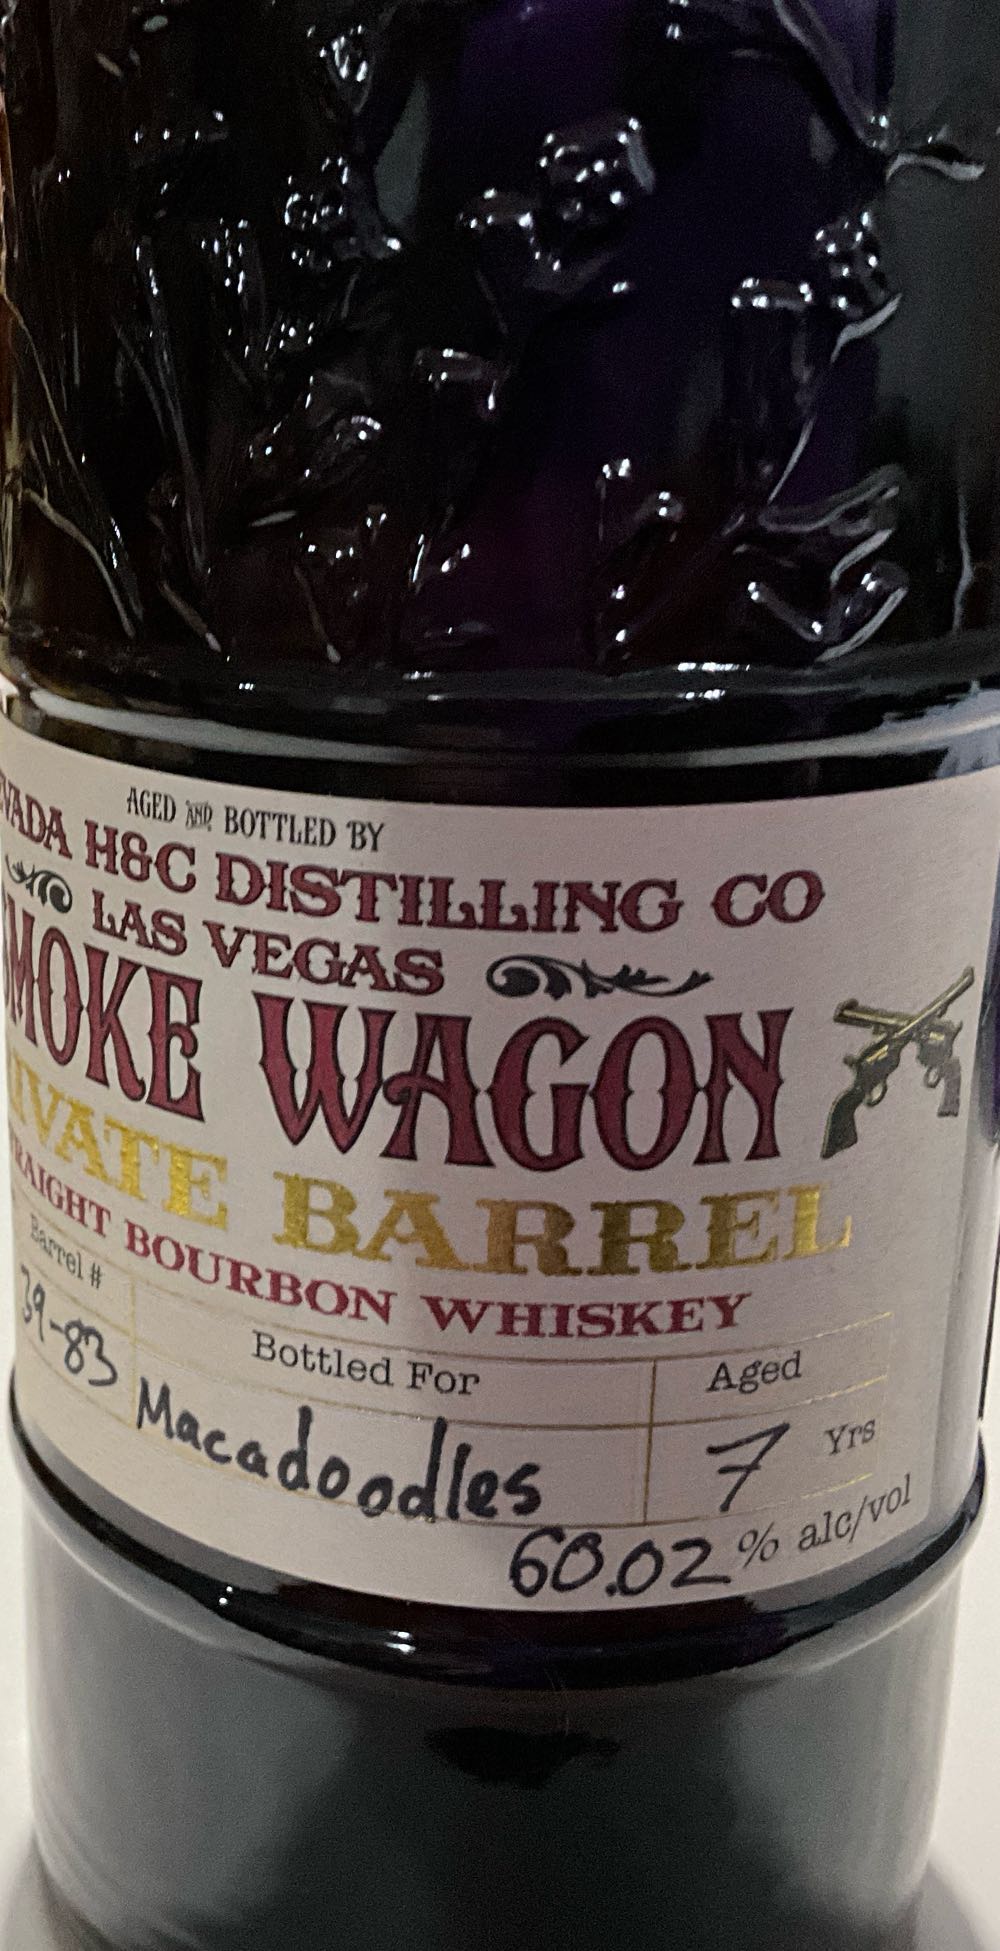 AGED AND BOTTLED BY
VADA H&C DISTILLING CO
LAS VEGAS
SMOKE WAGON
IVATE BARREL
RAIGHT BOURBON WHISKEY
Barrel # Bottled For Aged
39-83 Macadoodles 7 Yrs
60.02 % alc/vol